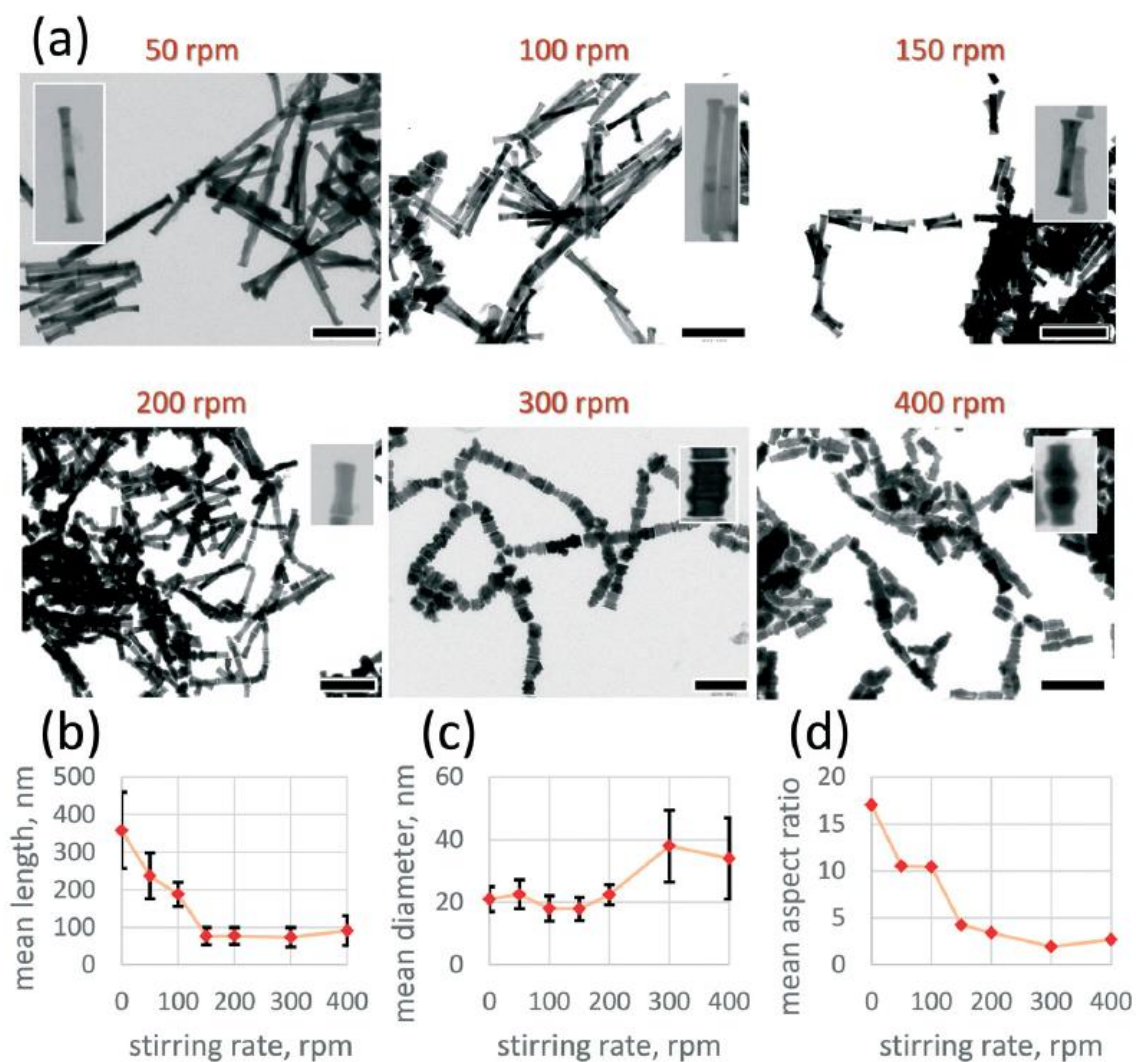 (a)
50 rpm
100 rpm
150 rpm
200 rpm
300 rpm
400 rpm
(b)
(c)
(d)
mean length, nm
500
400
300
200
100
0
0 100 200 300 400
stirring rate, rpm
mean diameter, nm
60
40
20
0
0 100 200 300 400
stirring rate, rpm
mean aspect ratio
20
15
10
5
0
0 100 200 300 400
stirring rate, rpm